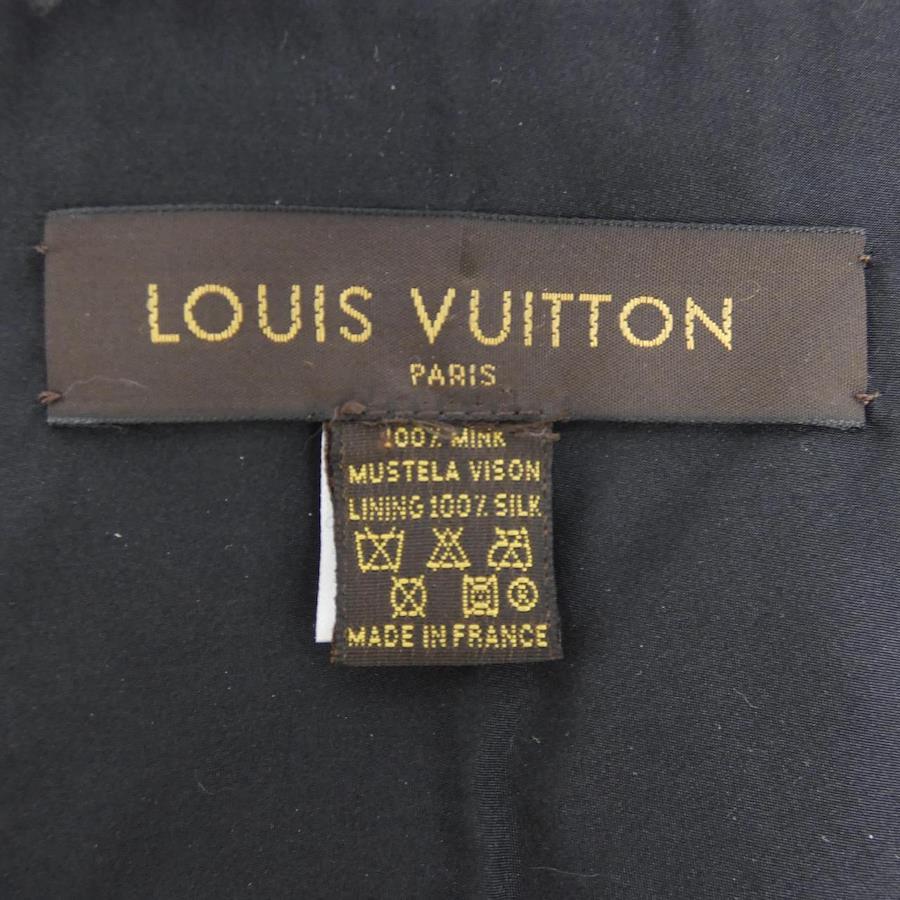 LOUIS VUITTON
PARIS
100% MINK
MUSTELA VISON
LINING 100% SILK
®
MADE IN FRANCE